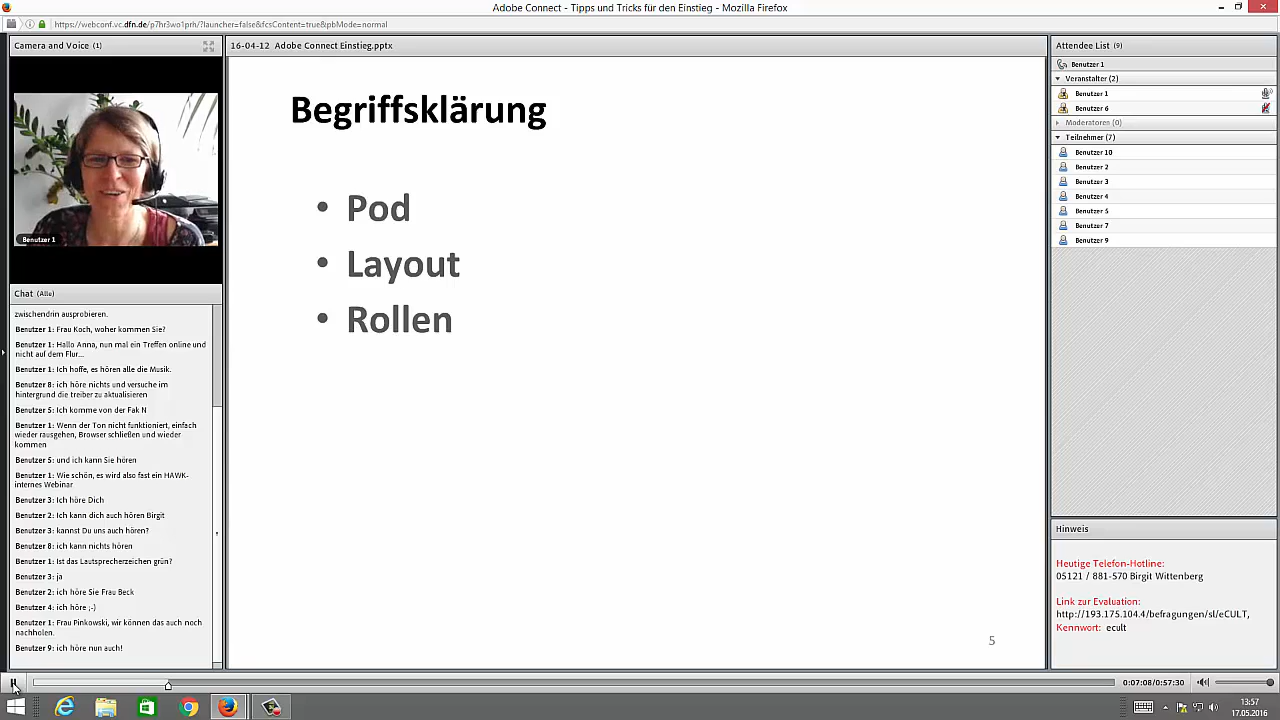 Adobe Connect - Tipps und Tricks für den Einstieg - Mozilla Firefox
https://webconf.vc.dfn.de/p7hr3wo1prh/?launcher=false&fcsContent=true&pbMode=normal
Camera and Voice (1)
Benutzer 1
Chat (Alle)
zwischendrin ausprobieren.
Benutzer 1: Frau Koch, woher kommen Sie?
Benutzer 1: Hallo Anna, nun mal ein Treffen online und
nicht auf dem Flur...
Benutzer 1: Ich hoffe, es hören alle die Musik.
Benutzer 8: ich höre nichts und versuche im
hintergrund die treiber zu aktualisieren
Benutzer 5: Ich komme von der Fak N
Benutzer 1: Wenn der Ton nicht funktioniert, einfach
wieder rausgehen, Browser schließen und wieder
kommen
Benutzer 5: und ich kann Sie hören
Benutzer 1: Wie schön, es wird also fast ein HAWK-
internes Webinar
Benutzer 3: Ich höre Dich
Benutzer 2: Ich kann dich auch hören Birgit
Benutzer 3: kannst Du uns auch hören?
Benutzer 8: ich kann nichts hören
Benutzer 1: Ist das Lautsprecherzeichen grün?
Benutzer 3: ja
Benutzer 2: ich höre Sie Frau Beck
Benutzer 4: ich höre ;-)
Benutzer 1: Frau Pinkowski, wir können das auch noch
nachholen.
Benutzer 9: ich höre nun auch!
16-04-12 Adobe Connect Einstieg.pptx
Begriffsklärung
• Pod
• Layout
• Rollen
5
Attendee List (9)
Benutzer 1
Veranstalter (2)
Benutzer 1
Benutzer 6
Moderatores (0)
Teilnehmer (7)
Benutzer 10
Benutzer 2
Benutzer 3
Benutzer 4
Benutzer 5
Benutzer 7
Benutzer 9
Hinweis
Heutige Telefon-Hotline:
05121 / 881-570 Birgit Wittenberg
Link zur Evaluation:
http://193.175.104.4/befragungen/sl/eCULT,
Kennwort: ecult
0:07:08/0:57:30
13:57
17.05.2016